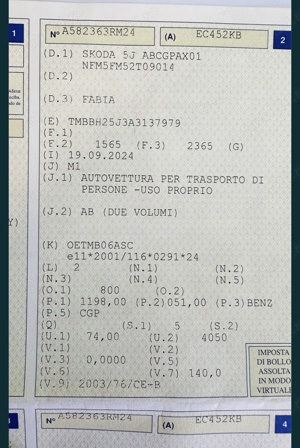 1
N° A582363RM24 (A) EC452KB 2
(D.1) SKODA 5J ABCGPAX01
NFM5FM52T09014
(D.2)
(D.3) FABIA
(E) TMBBH25J3A3137979
(F.1)
(F.2) 1565 (F.3) 2365 (G)
(I) 19.09.2024
(J) M1
(J.1) AUTOVETTURA PER TRASPORTO DI
PERSONE -USO PROPRIO
(J.2) AB (DUE VOLUMI)
Y)
(K) OETMB06ASC
e11*2001/116*0291*24
(L) 2 (N.1) (N.2)
(N.3) (N.4) (N.5)
(O.1) 800 (O.2)
(P.1) 1198,00 (P.2)051,00 (P.3)BENZ
(P.5) CGP
(Q) (S.1) 5 (S.2)
(U.1) 74,00 (U.2) 4050
(V.1) (V.2)
(V.3) 0,0000 (V.5)
(V.6) (V.7) 140,0
(V.9) 2003/76/CE-B
IMPOSTA
DI BOLLO
ASSOLTA
IN MODO
VIRTUALE
N° A582363RM24 (A) EC452KB 4